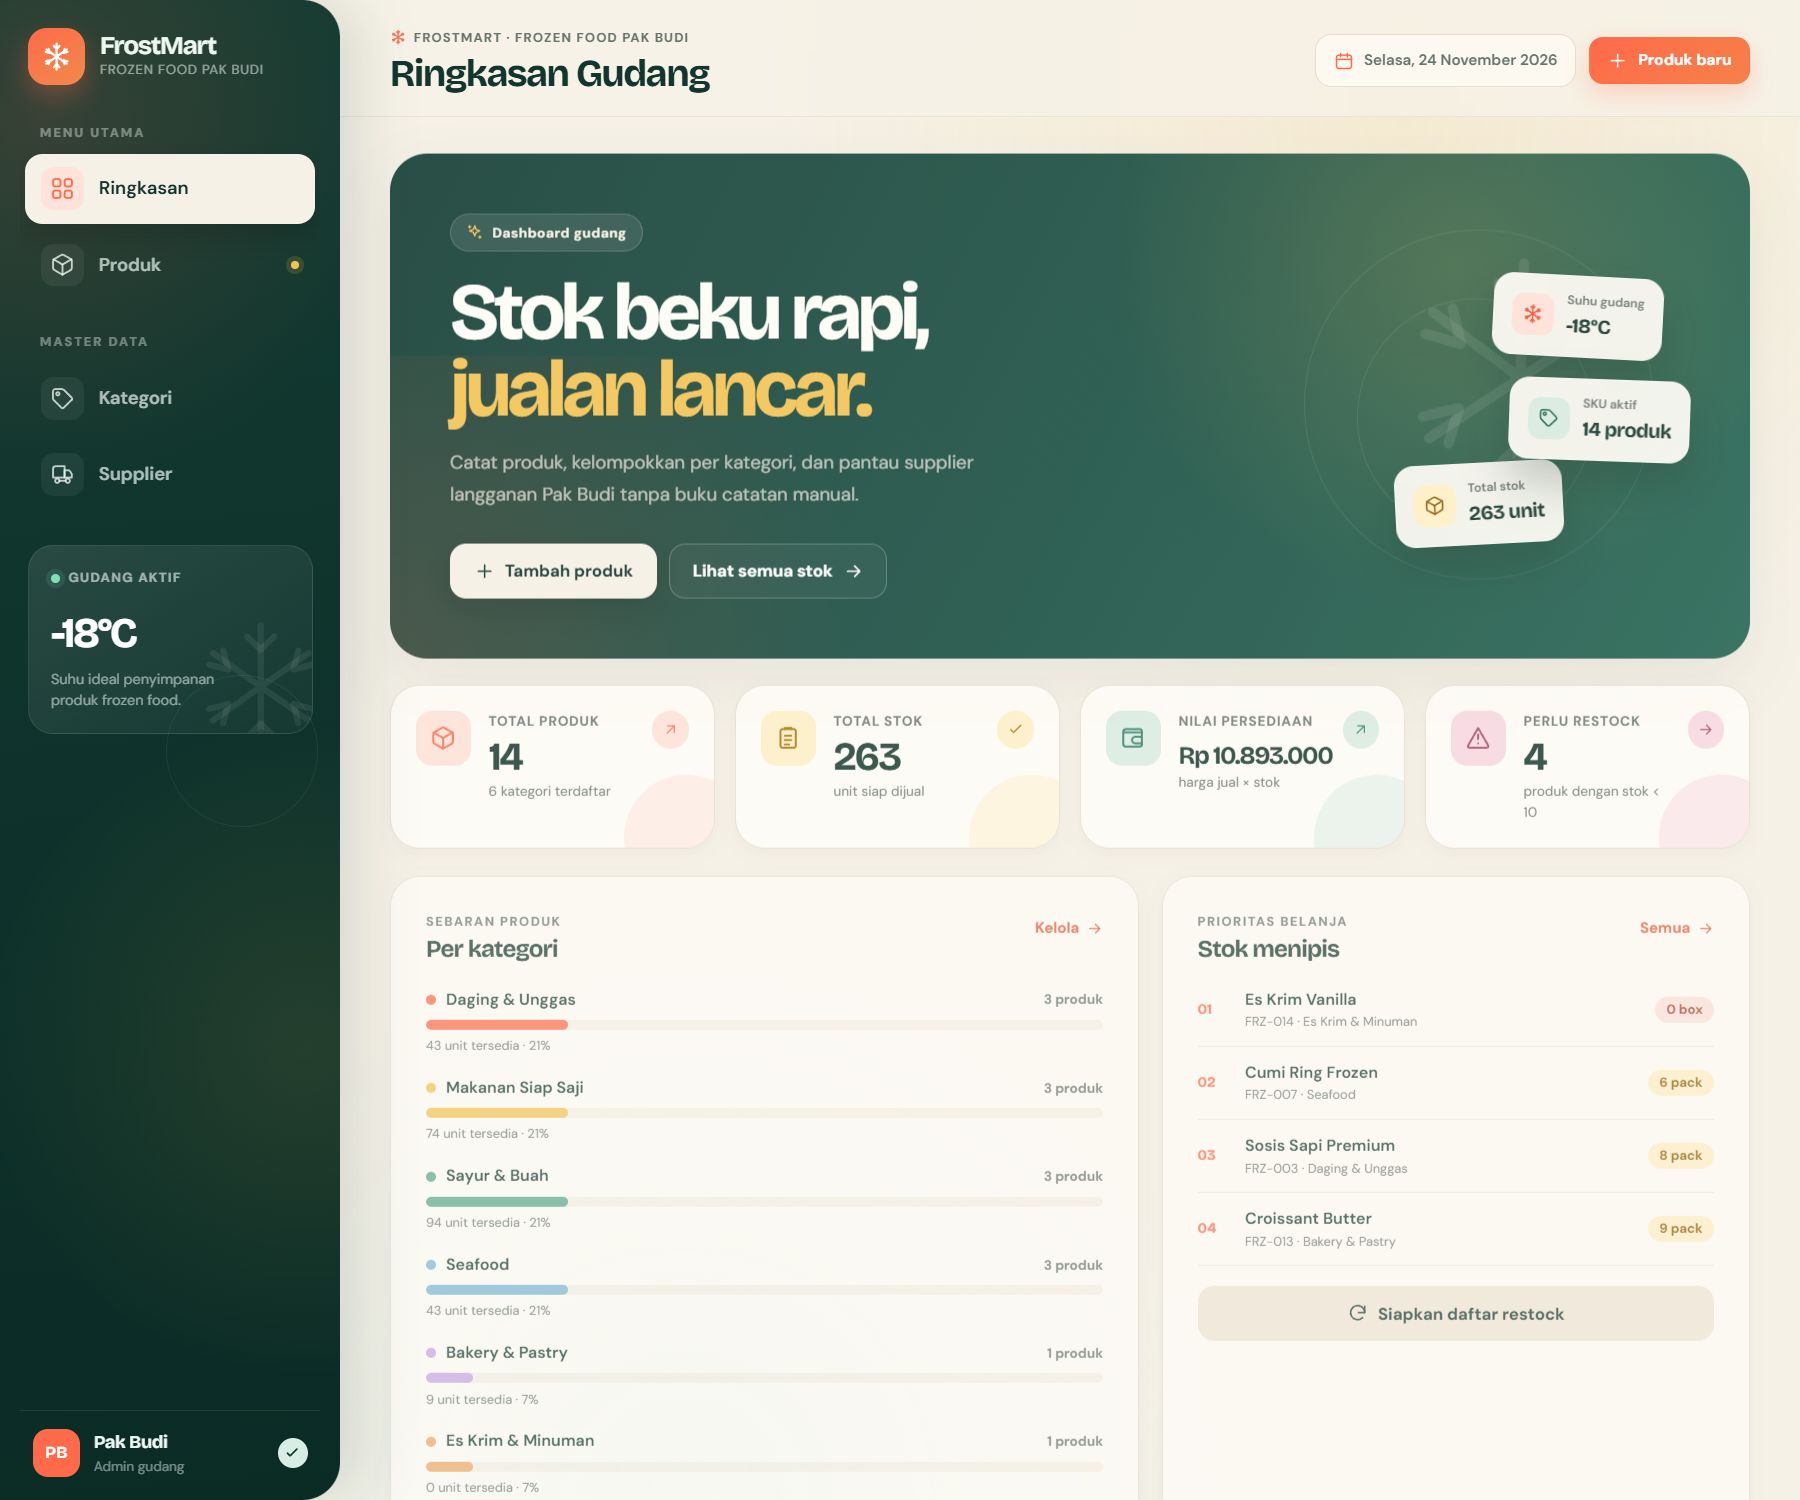 FrostMart
FROZEN FOOD PAK BUDI
MENU UTAMA
Ringkasan
Produk
MASTER DATA
Kategori
Supplier
GUDANG AKTIF
-18°C
Suhu ideal penyimpanan
produk frozen food.
PB
Pak Budi
Admin gudang
FROSTMART · FROZEN FOOD PAK BUDI
Ringkasan Gudang
Selasa, 24 November 2026
Produk baru
Dashboard gudang
Stok beku rapi,
jualan lancar.
Catat produk, kelompokkan per kategori, dan pantau supplier
langganan Pak Budi tanpa buku catatan manual.
Tambah produk
Lihat semua stok
Suhu gudang
-18°C
SKU aktif
14 produk
Total stok
263 unit
TOTAL PRODUK
14
6 kategori terdaftar
TOTAL STOK
263
unit siap dijual
NILAI PERSEDIAAN
Rp 10.893.000
harga jual × stok
PERLU RESTOCK
4
produk dengan stok <
10
SEBARAN PRODUK
Per kategori
Kelola
Daging & Unggas
3 produk
43 unit tersedia · 21%
Makanan Siap Saji
3 produk
74 unit tersedia · 21%
Sayur & Buah
3 produk
94 unit tersedia · 21%
Seafood
3 produk
43 unit tersedia · 21%
Bakery & Pastry
1 produk
9 unit tersedia · 7%
Es Krim & Minuman
1 produk
0 unit tersedia · 7%
PRIORITAS BELANJA
Stok menipis
Semua
01
Es Krim Vanilla
FRZ-014 · Es Krim & Minuman
0 box
02
Cumi Ring Frozen
FRZ-007 · Seafood
6 pack
03
Sosis Sapi Premium
FRZ-003 · Daging & Unggas
8 pack
04
Croissant Butter
FRZ-013 · Bakery & Pastry
9 pack
Siapkan daftar restock